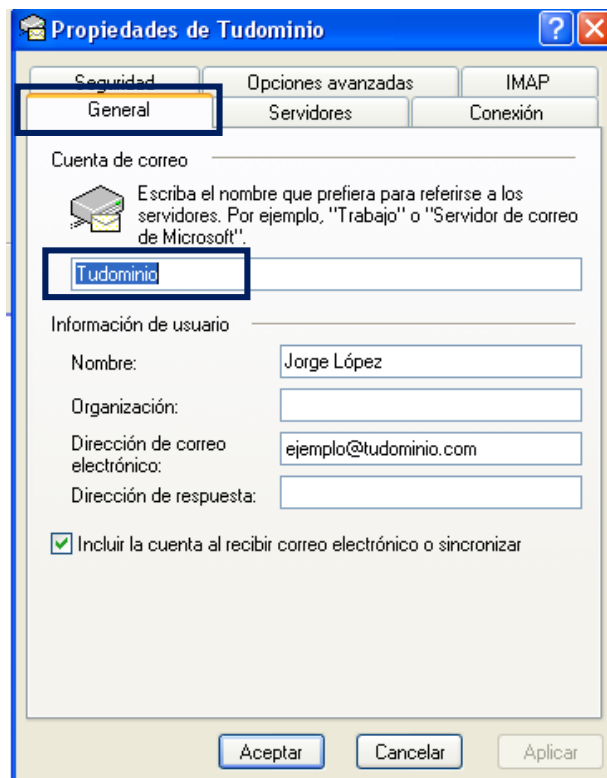 Propiedades de Tudominio
Seguridad
Opciones avanzadas
IMAP
General
Servidores
Conexión
Cuenta de correo
Escriba el nombre que prefiera para referirse a los
servidores. Por ejemplo, "Trabajo" o "Servidor de correo
de Microsoft".
Tudominio
Información de usuario
Nombre:
Jorge López
Organización:
Dirección de correo
electrónico:
ejemplo@tudominio.com
Dirección de respuesta:
Incluir la cuenta al recibir correo electrónico o sincronizar
Aceptar
Cancelar
Aplicar